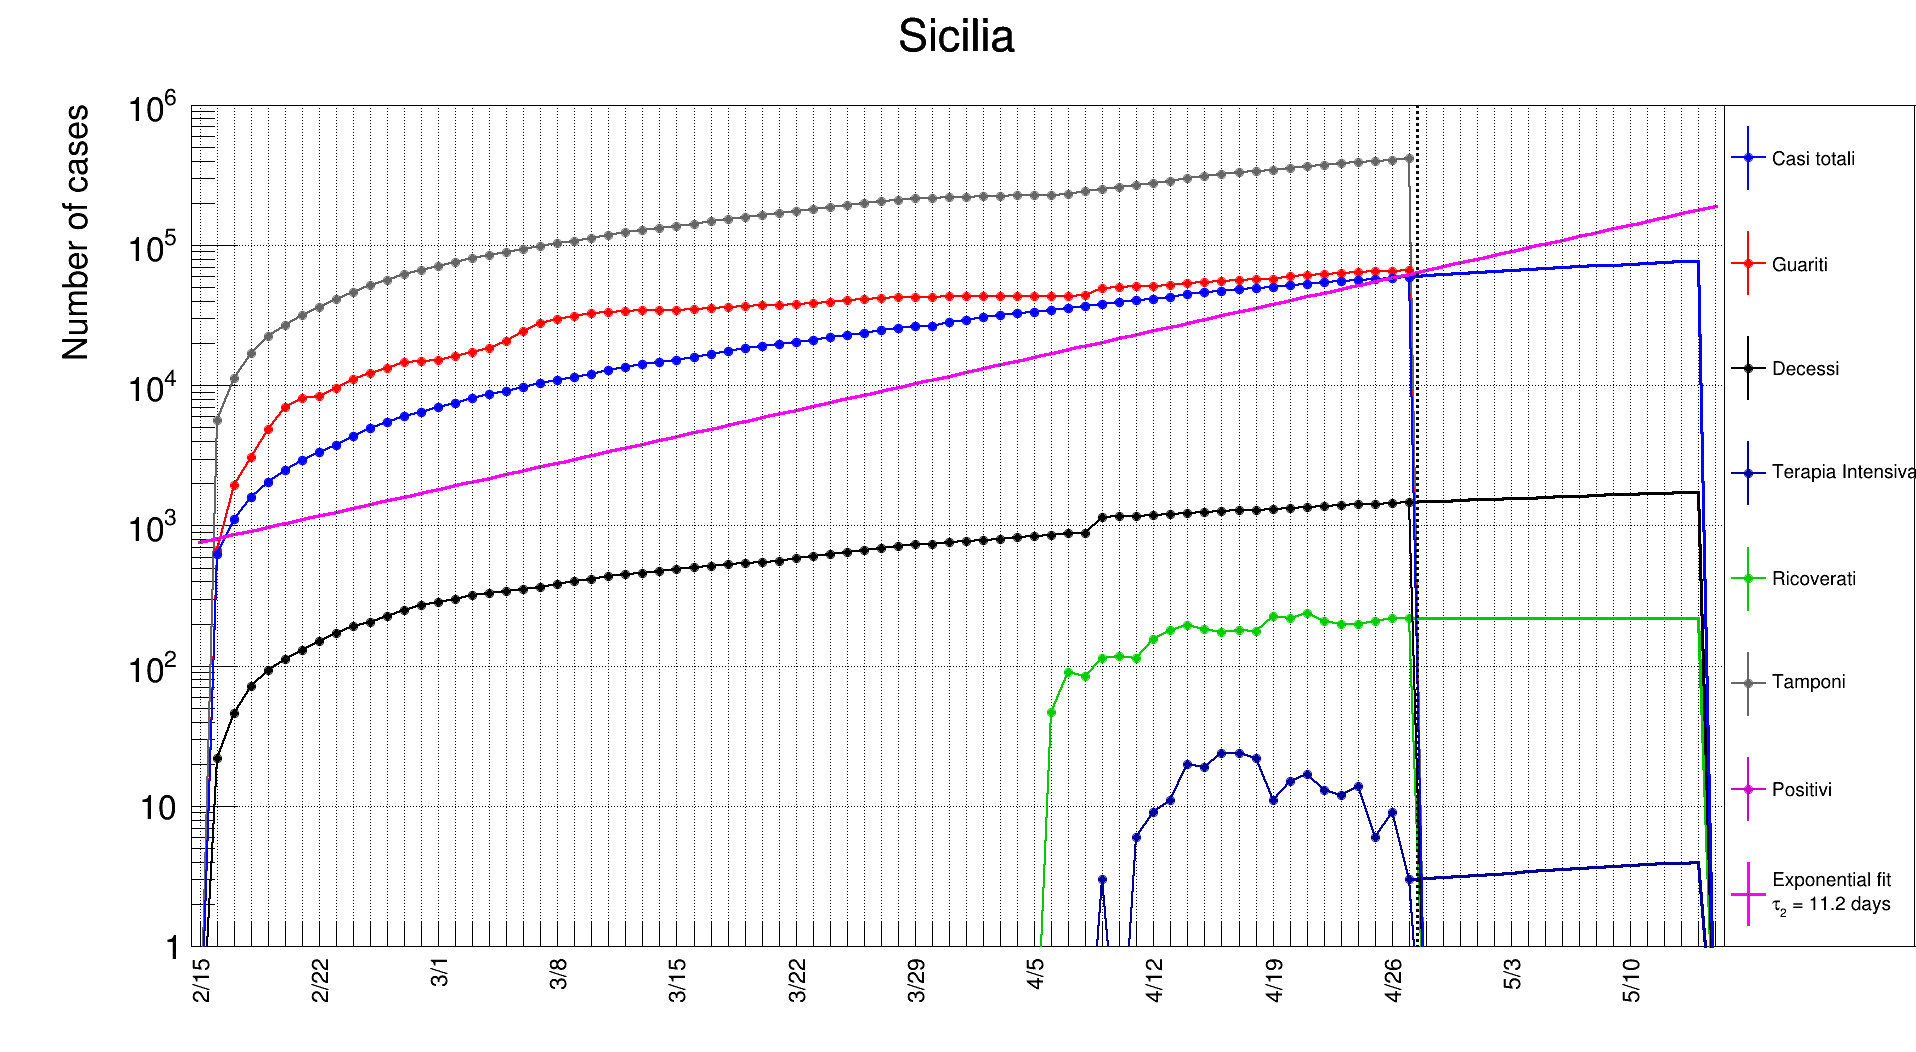 Sicilia
Number of cases
10^6
10^5
10^4
10^3
10^2
10
1
2/15
2/22
3/1
3/8
3/15
3/22
3/29
4/5
4/12
4/19
4/26
5/3
5/10
Casi totali
Guariti
Decessi
Terapia Intensiva
Ricoverati
Tamponi
Positivi
Exponential fit
τ₂ = 11.2 days